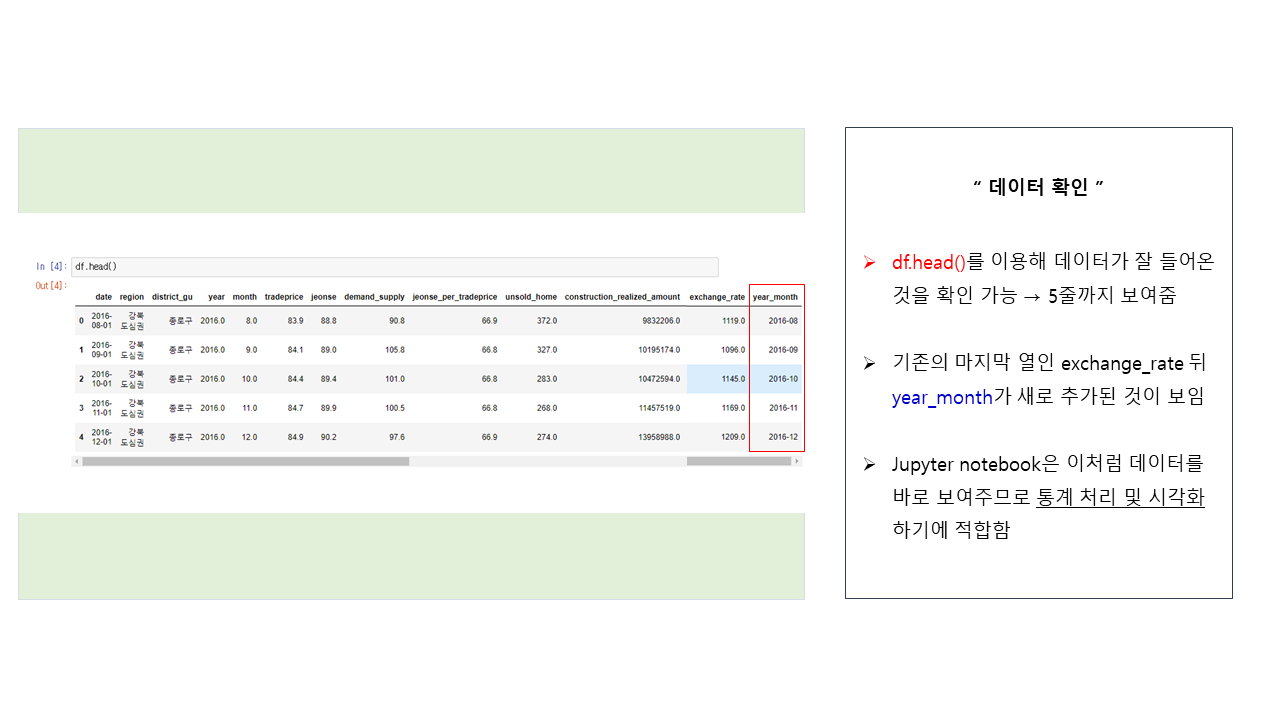 In [4]: df.head()
Out[4]:
date region district_gu year month tradeprice jeonse demand_supply jeonse_per_tradeprice unsold_home construction_realized_amount exchange_rate year_month
0 2016-08-01 강북 도심권 종로구 2016.0 8.0 83.9 88.8 90.8 66.9 372.0 9832206.0 1119.0 2016-08
1 2016-09-01 강북 도심권 종로구 2016.0 9.0 84.1 89.0 105.8 66.8 327.0 10195174.0 1096.0 2016-09
2 2016-10-01 강북 도심권 종로구 2016.0 10.0 84.4 89.4 101.0 66.8 283.0 10472594.0 1145.0 2016-10
3 2016-11-01 강북 도심권 종로구 2016.0 11.0 84.7 89.9 100.5 66.8 268.0 11457519.0 1169.0 2016-11
4 2016-12-01 강북 도심권 종로구 2016.0 12.0 84.9 90.2 97.6 66.9 274.0 13958988.0 1209.0 2016-12
“ 데이터 확인 ”
➢ df.head()를 이용해 데이터가 잘 들어온
것을 확인 가능 → 5줄까지 보여줌
➢ 기존의 마지막 열인 exchange_rate 뒤
year_month가 새로 추가된 것이 보임
➢ Jupyter notebook은 이처럼 데이터를
바로 보여주므로 통계 처리 및 시각화
하기에 적합함